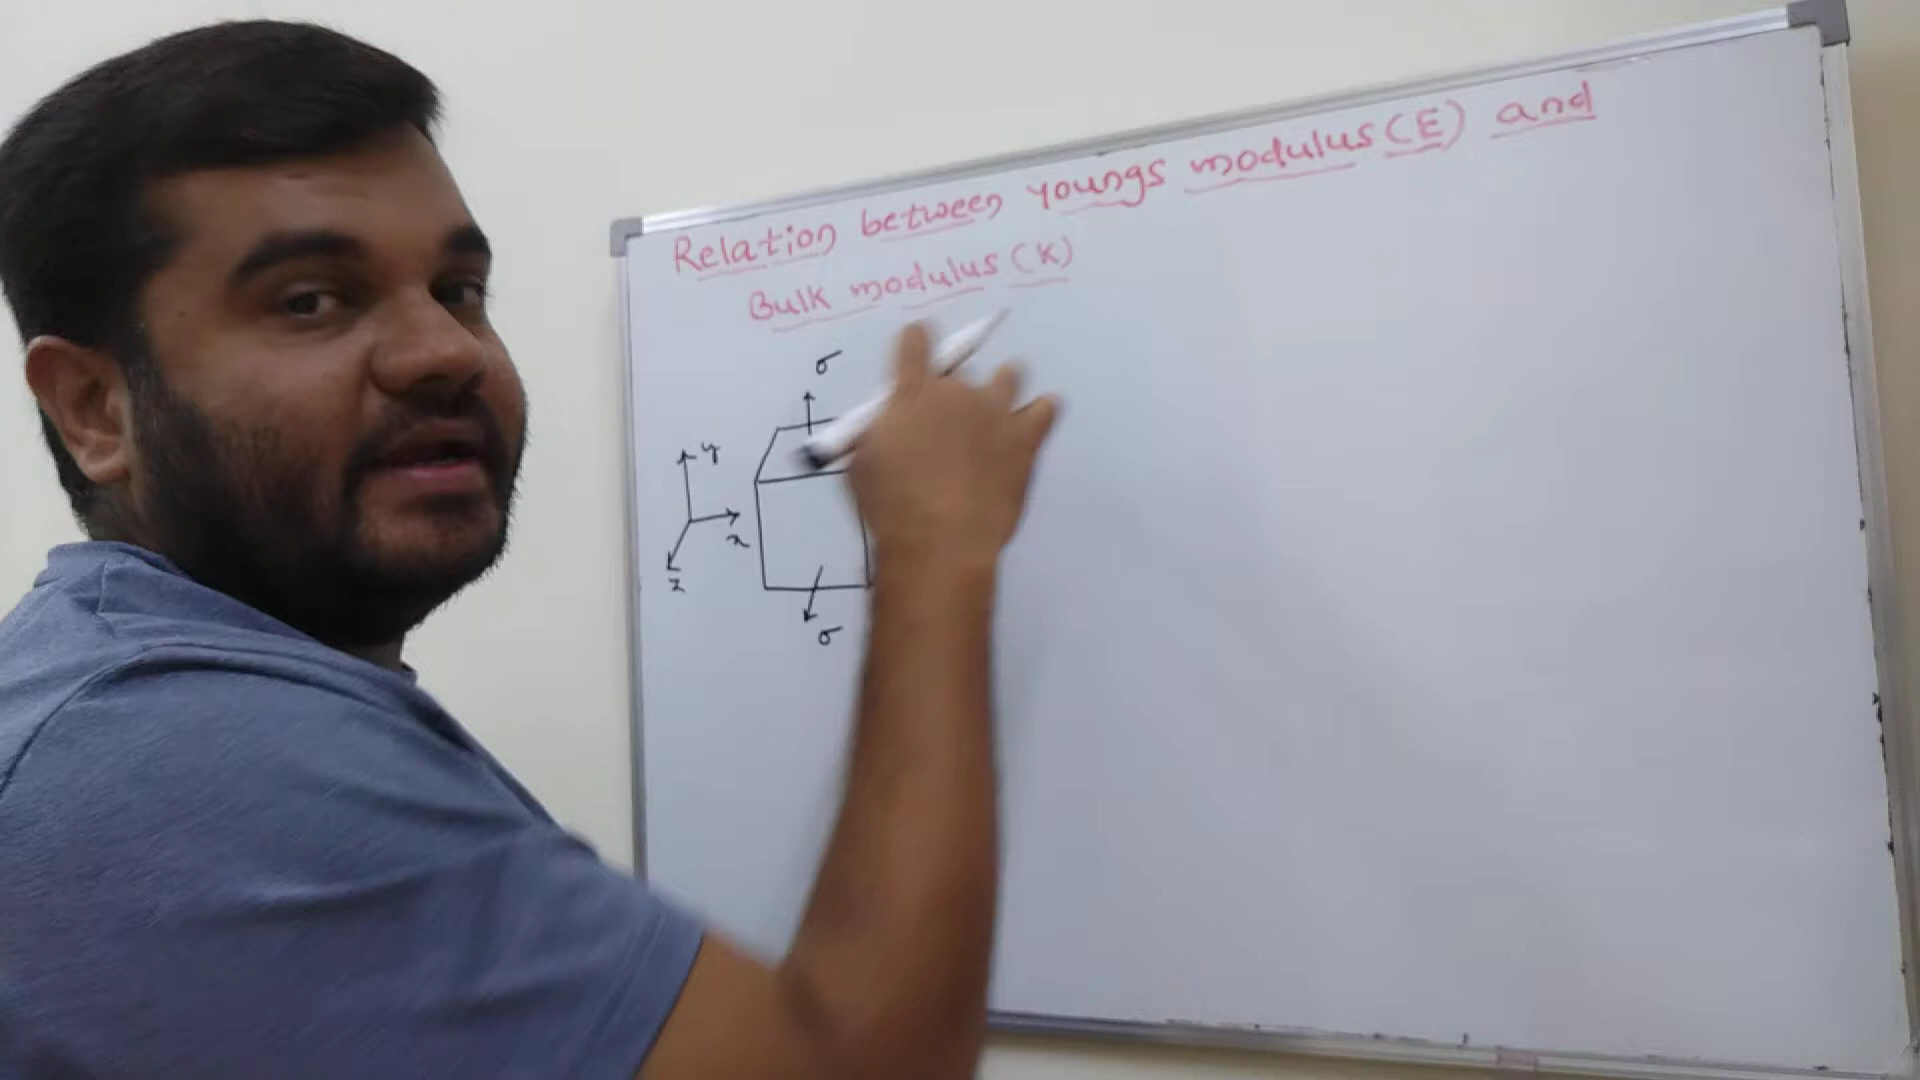 Relation between youngs modulus (E) and
Bulk modulus (K)
σ
y
x
z
σ